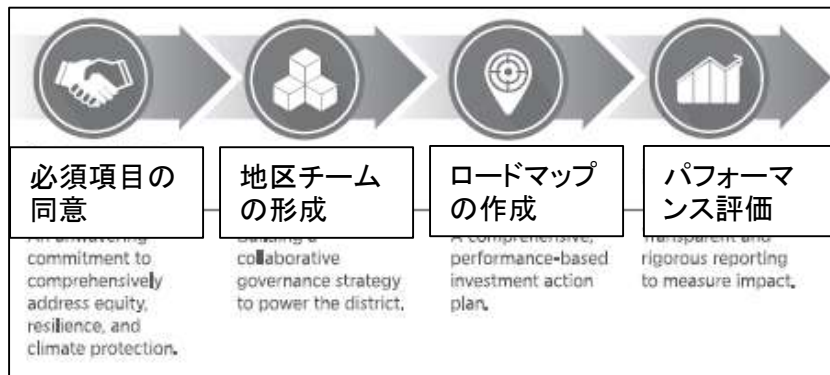 必須項目の
同意
commitment to
comprehensively
address equity,
resilience, and
climate protection.
地区チーム
の形成
collaborative
governance strategy
to power the district.
ロードマップ
の作成
A comprehensive,
performance-based
investment action
plan.
パフォーマ
ンス評価
Transparent and
rigorous reporting
to measure impact.